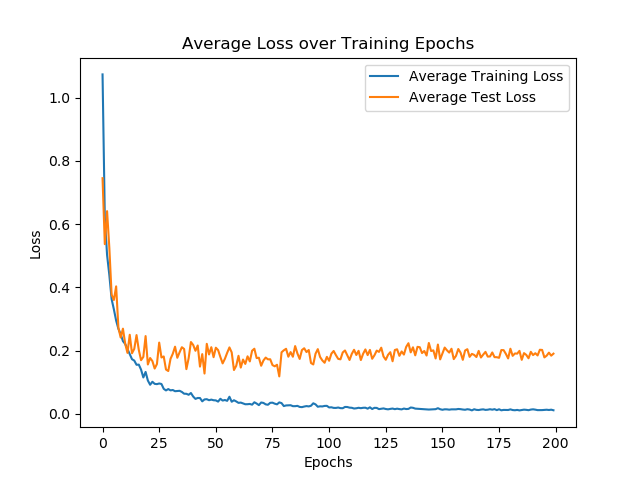 Average Loss over Training Epochs
Average Training Loss
Average Test Loss
Loss
1.0
0.8
0.6
0.4
0.2
0.0
0 25 50 75 100 125 150 175 200
Epochs